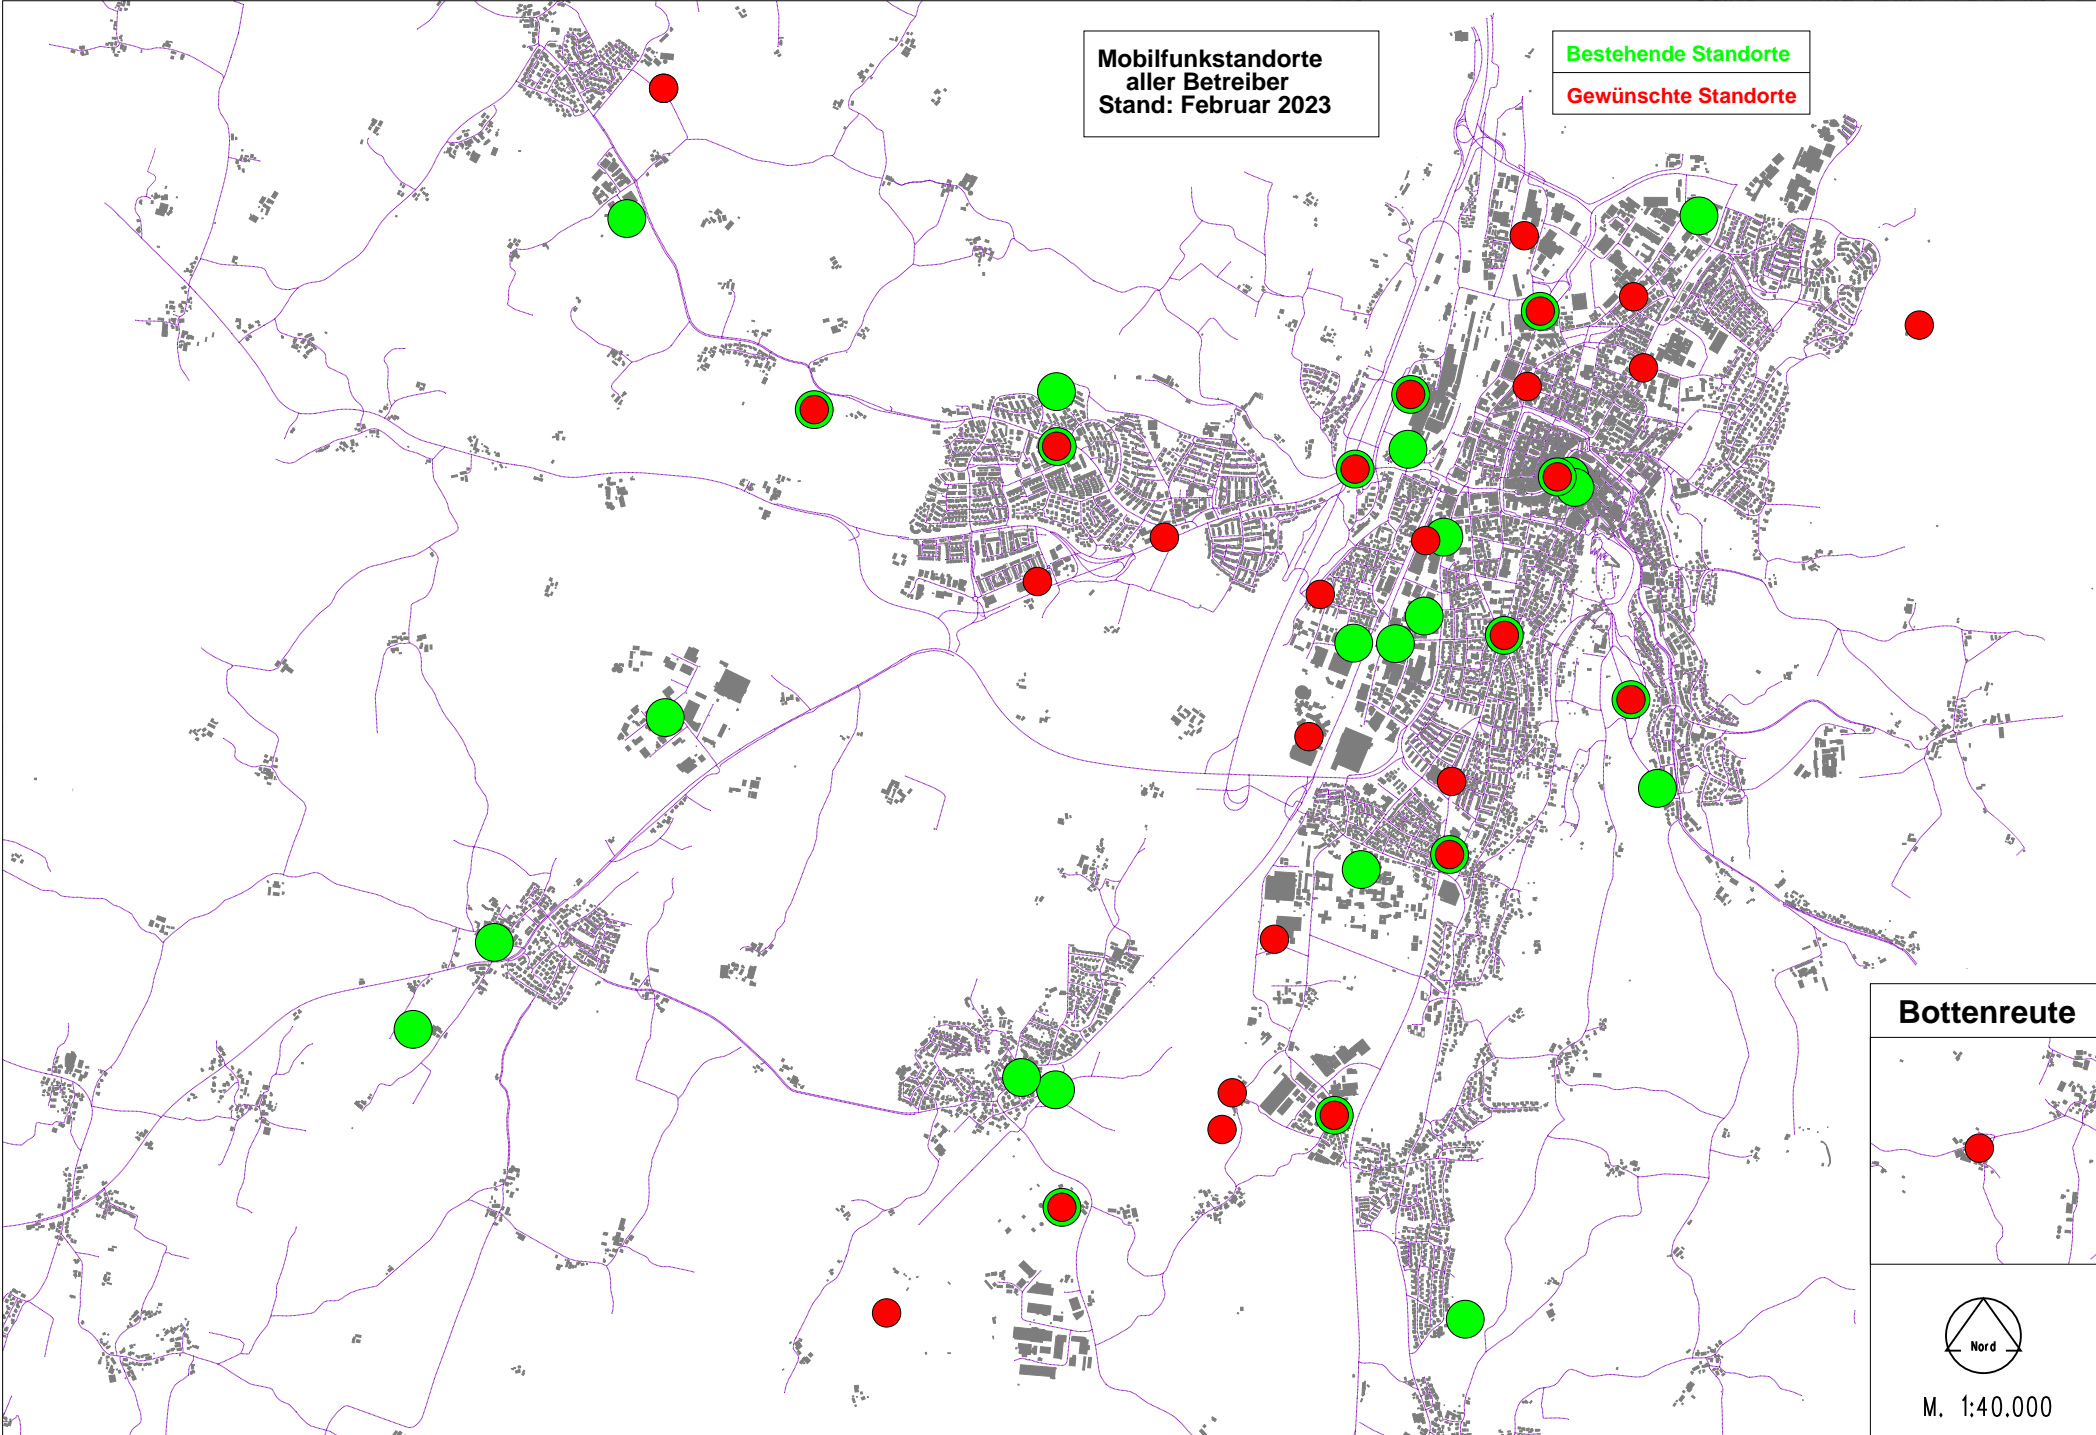 Mobilfunkstandorte
aller Betreiber
Stand: Februar 2023
Bestehende Standorte
Gewünschte Standorte
Bottenreute
Nord
M. 1:40.000